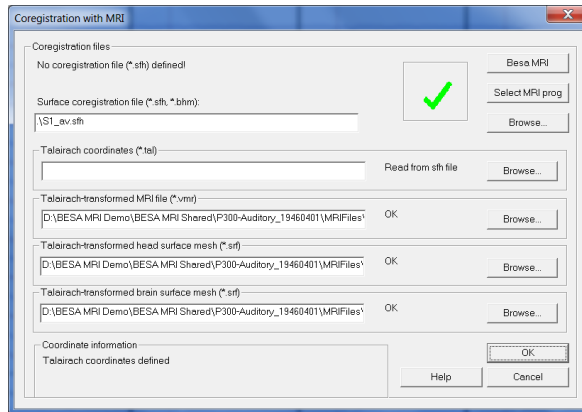 Coregistration with MRI
Coregistration files
No coregistration file (*.sfh) defined!
Besa MRI
Select MRI prog
Surface coregistration file (*.sfh, *.bhm):
\S1_av.sfh
Browse...
Talairach coordinates (*.tal)
Read from sfh file
Browse...
Talairach-transformed MRI file (*.vmr)
D:\BESA MRI Demo\BESA MRI Shared\P300-Auditory_19460401\MRIFiles\
OK
Browse...
Talairach-transformed head surface mesh (*.srf)
D:\BESA MRI Demo\BESA MRI Shared\P300-Auditory_19460401\MRIFiles\
OK
Browse...
Talairach-transformed brain surface mesh (*.srf)
D:\BESA MRI Demo\BESA MRI Shared\P300-Auditory_19460401\MRIFiles\
OK
Browse...
Coordinate information
Talairach coordinates defined
OK
Help
Cancel